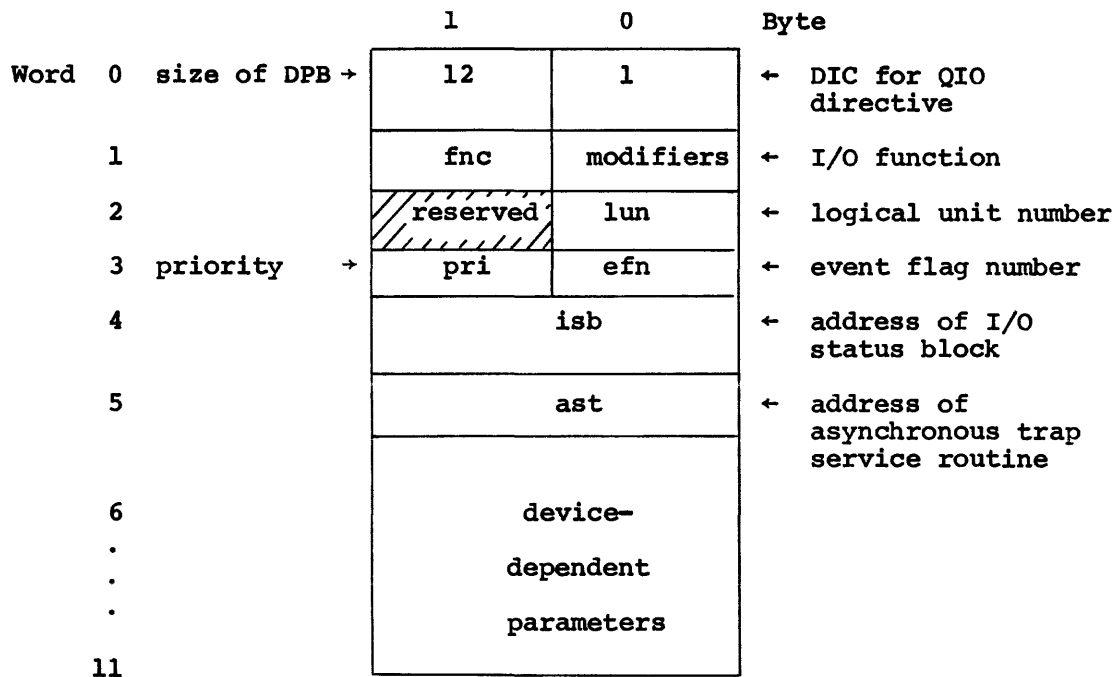 1 0 Byte
Word 0 size of DPB → 12 1 ← DIC for QIO
directive
1 fnc modifiers ← I/O function
2 reserved lun ← logical unit number
3 priority → pri efn ← event flag number
4 isb ← address of I/O
status block
5 ast ← address of
asynchronous trap
service routine
6 device-
.
. dependent
.
parameters
11